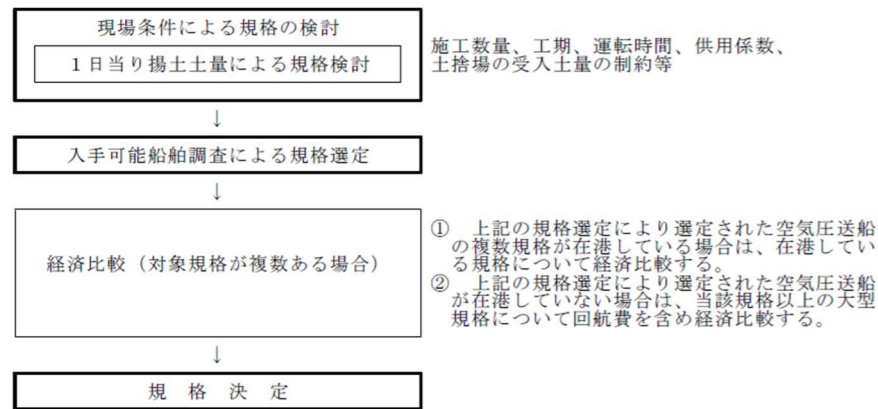 現場条件による規格の検討
1日当り揚土土量による規格検討
施工数量、工期、運転時間、供用係数、
土捨場の受入土量の制約等
↓
入手可能船舶調査による規格選定
↓
経済比較（対象規格が複数ある場合）
① 上記の規格選定により選定された空気圧送船
の複数規格が在港している場合は、在港してい
る規格について経済比較する。
② 上記の規格選定により選定された空気圧送船
が在港していない場合は、当該規格以上の大型
規格について回航費を含め経済比較する。
↓
規 格 決 定